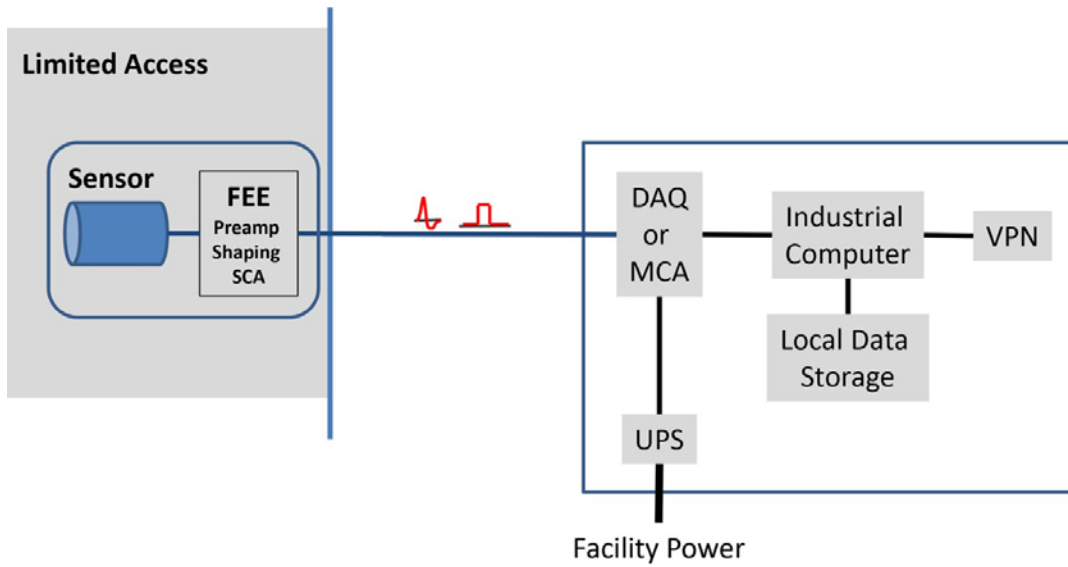 Limited Access
Sensor
FEE
Preamp
Shaping
SCA
DAQ
or
MCA
Industrial
Computer
VPN
Local Data
Storage
UPS
Facility Power